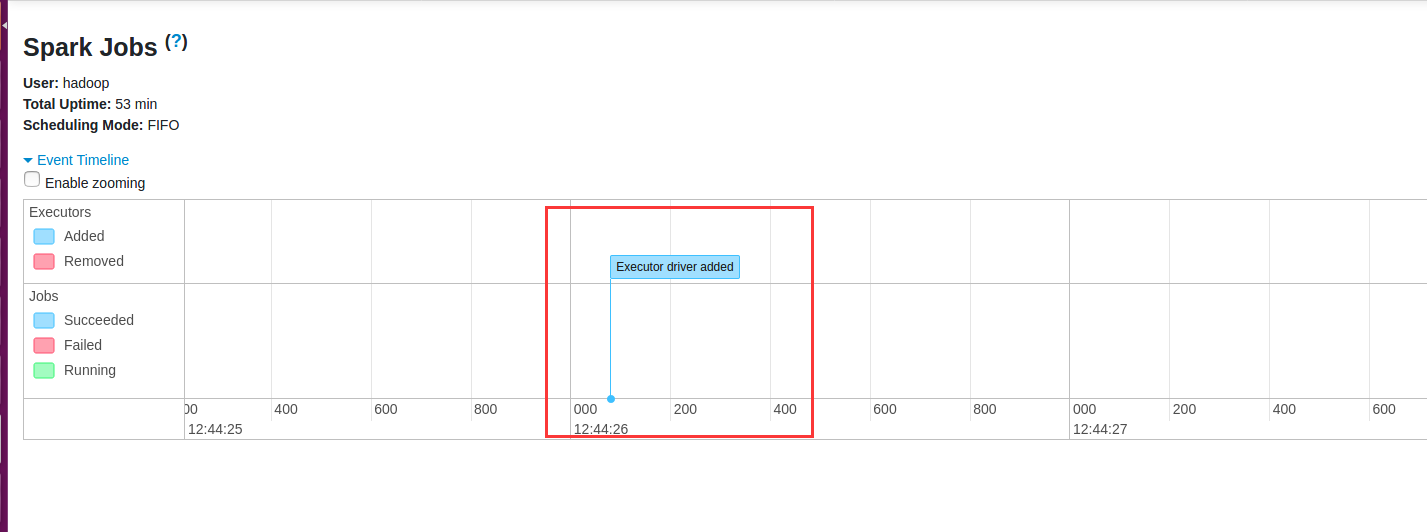 Spark Jobs (?)
User: hadoop
Total Uptime: 53 min
Scheduling Mode: FIFO
Event Timeline
Enable zooming
Executors
Added
Removed
Executor driver added
Jobs
Succeeded
Failed
Running
00 400 600 800 000 200 400 600 800 000 200 400 600
12:44:25 12:44:26 12:44:27